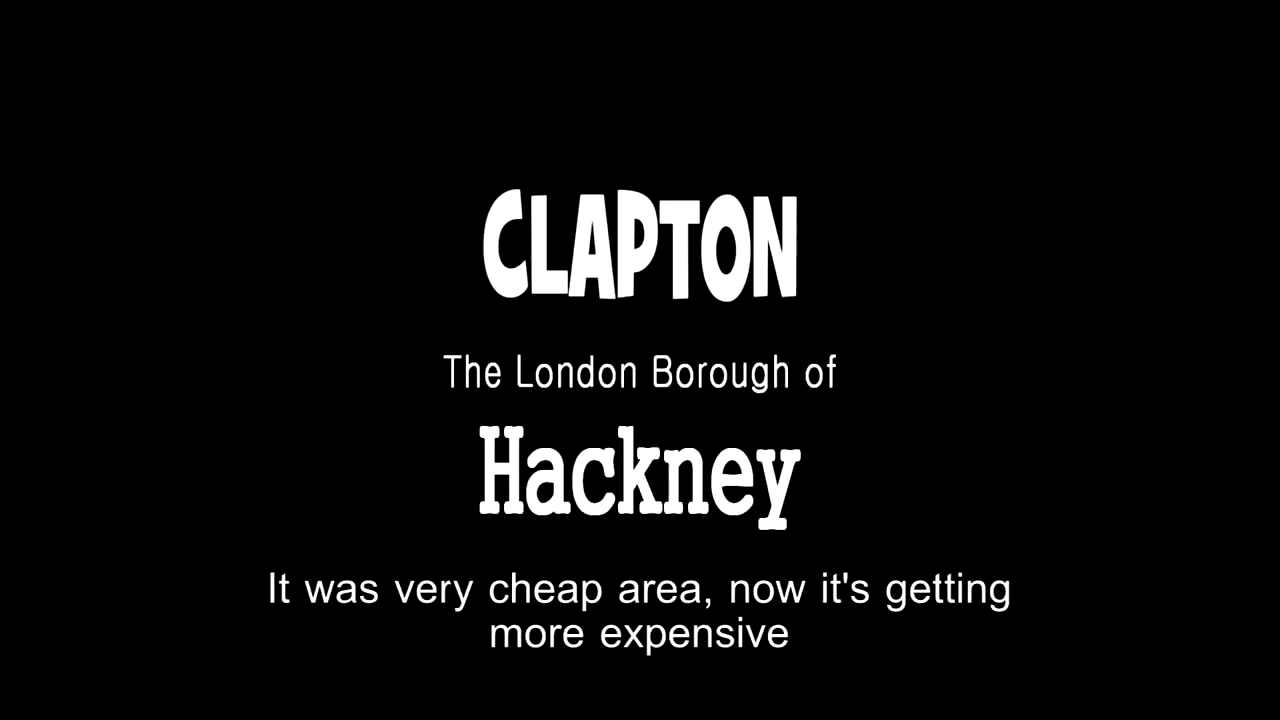 CLAPTON
The London Borough of
Hackney
It was very cheap area, now it's getting
more expensive